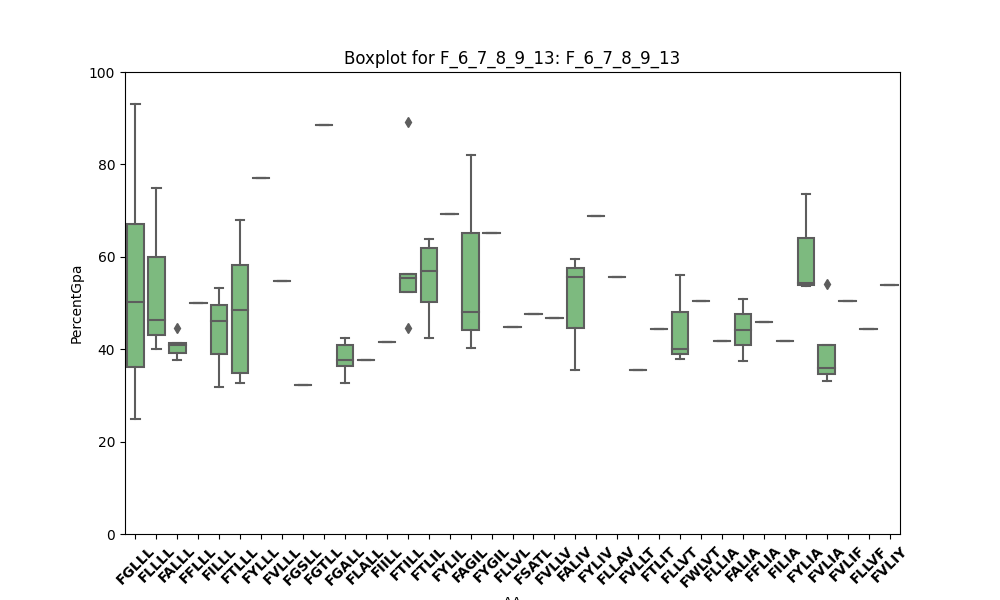 Boxplot for F_6_7_8_9_13: F_6_7_8_9_13
100
80
60
40
20
0
PercentGpa
FGLLL
FLLLL
FALLL
FFLLL
FILLL
FTLLL
FYLLL
FVLLL
FGSLL
FGTLL
FGALL
FLALL
FIILL
FTILL
FTLIL
FYLIL
FAGIL
FYGIL
FLLVL
FSATL
FVLLV
FALIV
FYLIV
FLLAV
FVLLT
FTLIT
FLLVT
FWLVT
FLLIA
FALIA
FFLIA
FILIA
FYLIA
FVLIA
FVLIF
FLLVF
FVLIY